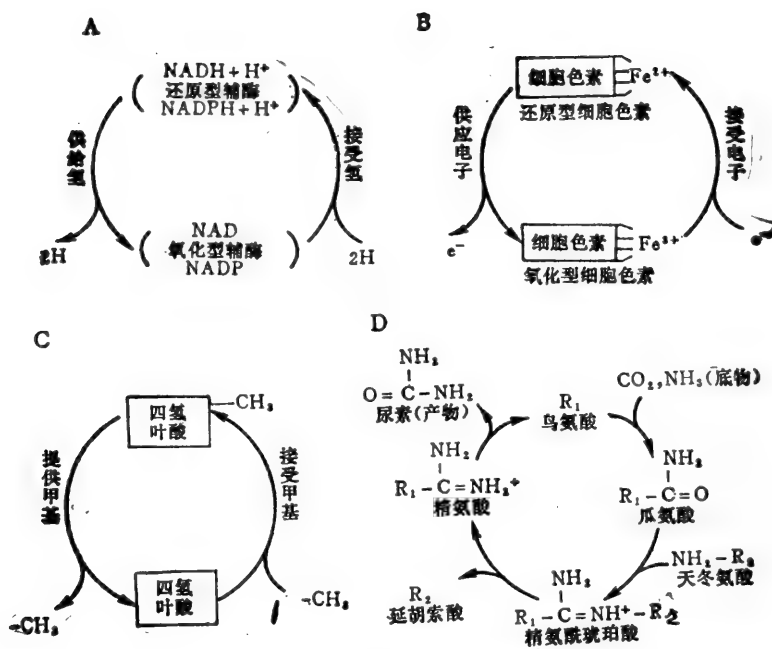 A
NADH + H⁺
还原型辅酶
NADPH + H⁺
供给氢
接受氢
NAD
氧化型辅酶
NADP
2H
2H
B
细胞色素
Fe²⁺
还原型细胞色素
供应电子
接受电子
细胞色素
Fe³⁺
氧化型细胞色素
e⁻
C
四氢
叶酸
—CH₃
提供甲基
接受甲基
四氢
叶酸
-CH₃
-CH₃
D
NH₂
O=C—NH₂
尿素(产物)
R₁
鸟氨酸
CO₂,NH₃(底物)
NH₂
R₁—C=NH₂⁺
精氨酸
NH₂
R₁—C=O
瓜氨酸
NH₂—R₂
天冬氨酸
R₂
延胡索酸
NH₂
R₁—C=NH⁺—R₂
精氨酰琥珀酸